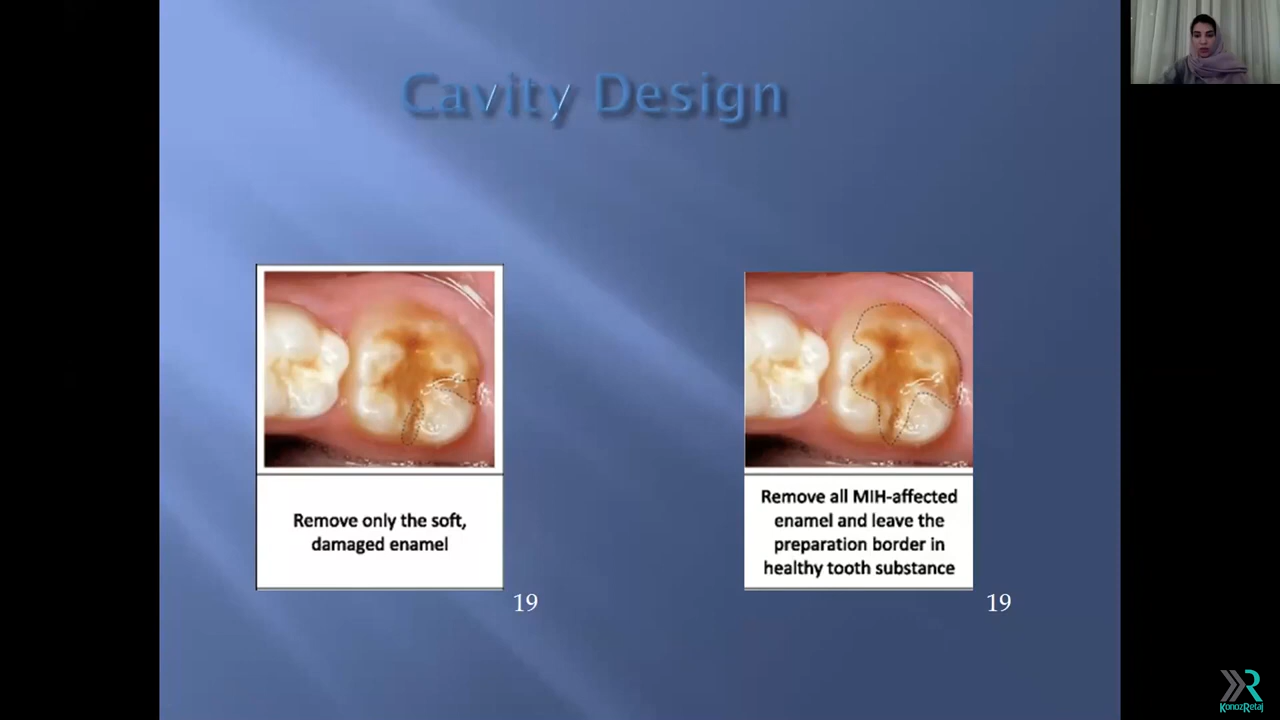 Cavity Design
Remove only the soft,
damaged enamel
19
Remove all MIH-affected
enamel and leave the
preparation border in
healthy tooth substance
19
KonozRetaj